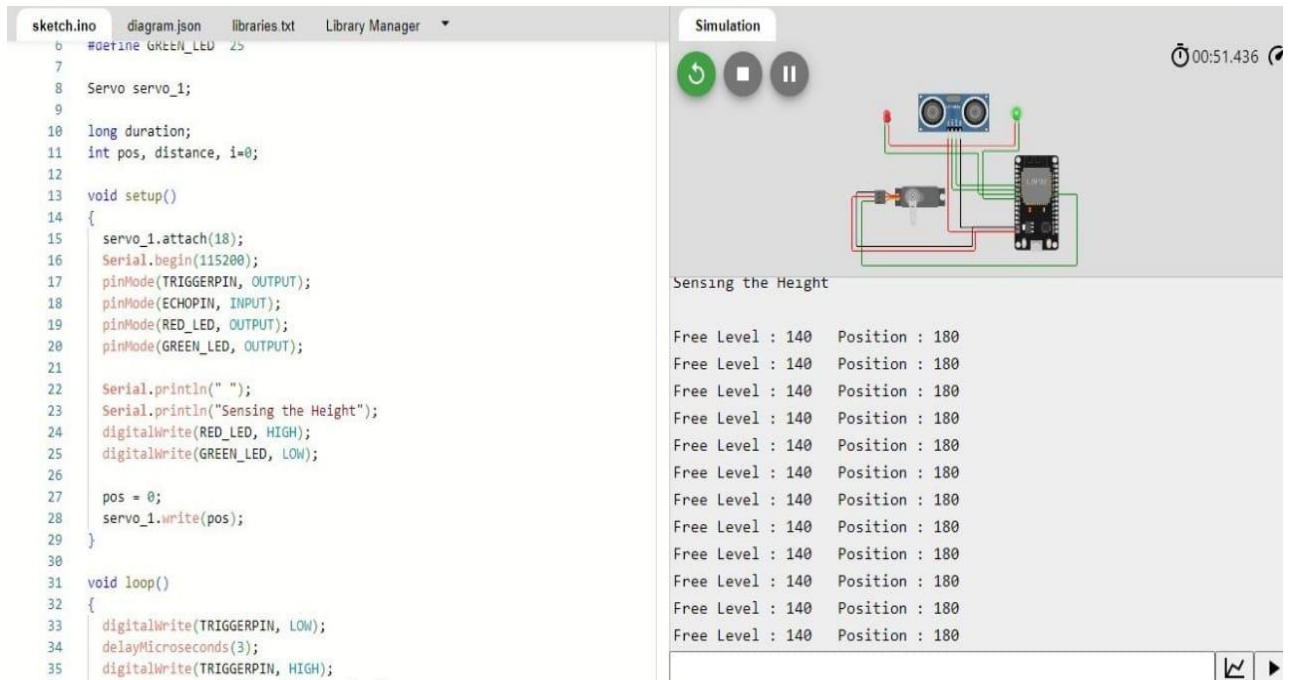 sketch.ino diagram.json libraries.txt Library Manager
6 #define GREEN_LED 25
7
8 Servo servo_1;
9
10 long duration;
11 int pos, distance, i=0;
12
13 void setup()
14 {
15 servo_1.attach(18);
16 Serial.begin(115200);
17 pinMode(TRIGGERPIN, OUTPUT);
18 pinMode(ECHOPIN, INPUT);
19 pinMode(RED_LED, OUTPUT);
20 pinMode(GREEN_LED, OUTPUT);
21
22 Serial.println(" ");
23 Serial.println("Sensing the Height");
24 digitalWrite(RED_LED, HIGH);
25 digitalWrite(GREEN_LED, LOW);
26
27 pos = 0;
28 servo_1.write(pos);
29 }
30
31 void loop()
32 {
33 digitalWrite(TRIGGERPIN, LOW);
34 delayMicroseconds(3);
35 digitalWrite(TRIGGERPIN, HIGH);
Simulation
00:51.436
Sensing the Height
Free Level : 140 Position : 180
Free Level : 140 Position : 180
Free Level : 140 Position : 180
Free Level : 140 Position : 180
Free Level : 140 Position : 180
Free Level : 140 Position : 180
Free Level : 140 Position : 180
Free Level : 140 Position : 180
Free Level : 140 Position : 180
Free Level : 140 Position : 180
Free Level : 140 Position : 180
Free Level : 140 Position : 180